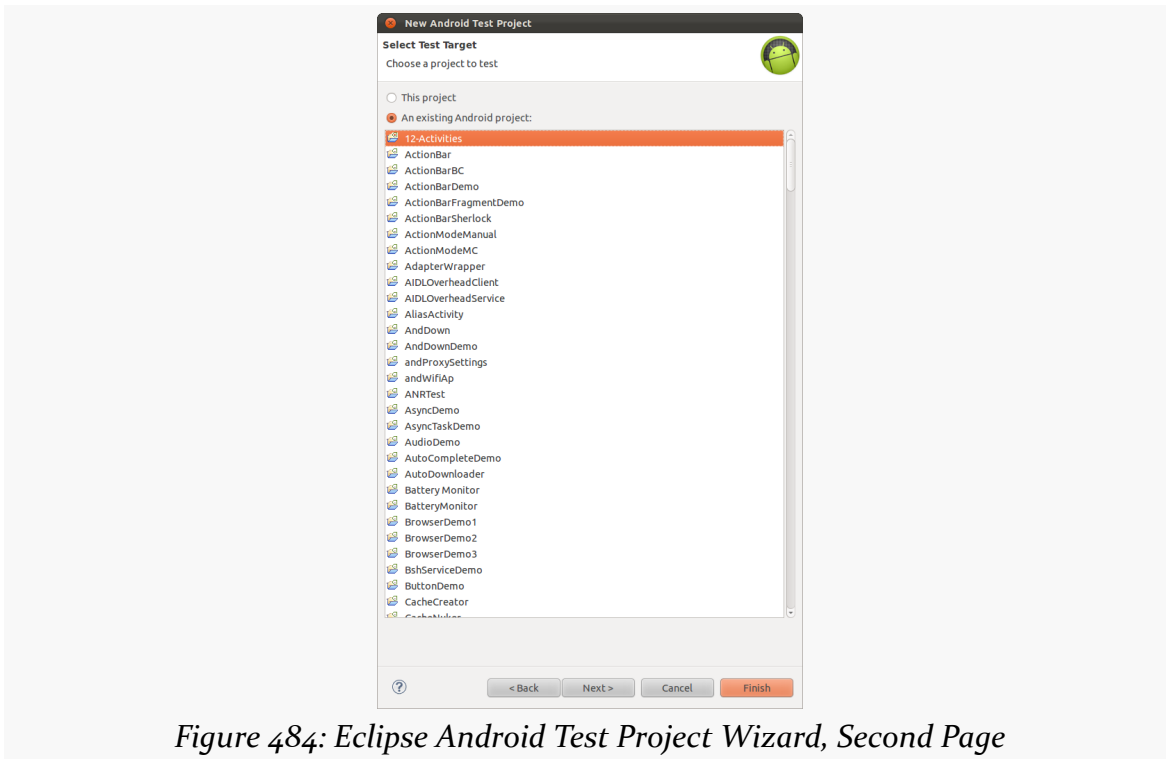 New Android Test Project
Select Test Target
Choose a project to test
This project
An existing Android project:
12-Activities
ActionBar
ActionBarBC
ActionBarDemo
ActionBarFragmentDemo
ActionBarSherlock
ActionModeManual
ActionModeMC
AdapterWrapper
AIDLOverheadClient
AIDLOverheadService
AliasActivity
AndDown
AndDownDemo
andProxySettings
andWifiAp
ANRTest
AsyncDemo
AsyncTaskDemo
AudioDemo
AutoCompleteDemo
AutoDownloader
Battery Monitor
BatteryMonitor
BrowserDemo1
BrowserDemo2
BrowserDemo3
BshServiceDemo
ButtonDemo
CacheCreator
?
< Back
Next >
Cancel
Finish
Figure 484: Eclipse Android Test Project Wizard, Second Page